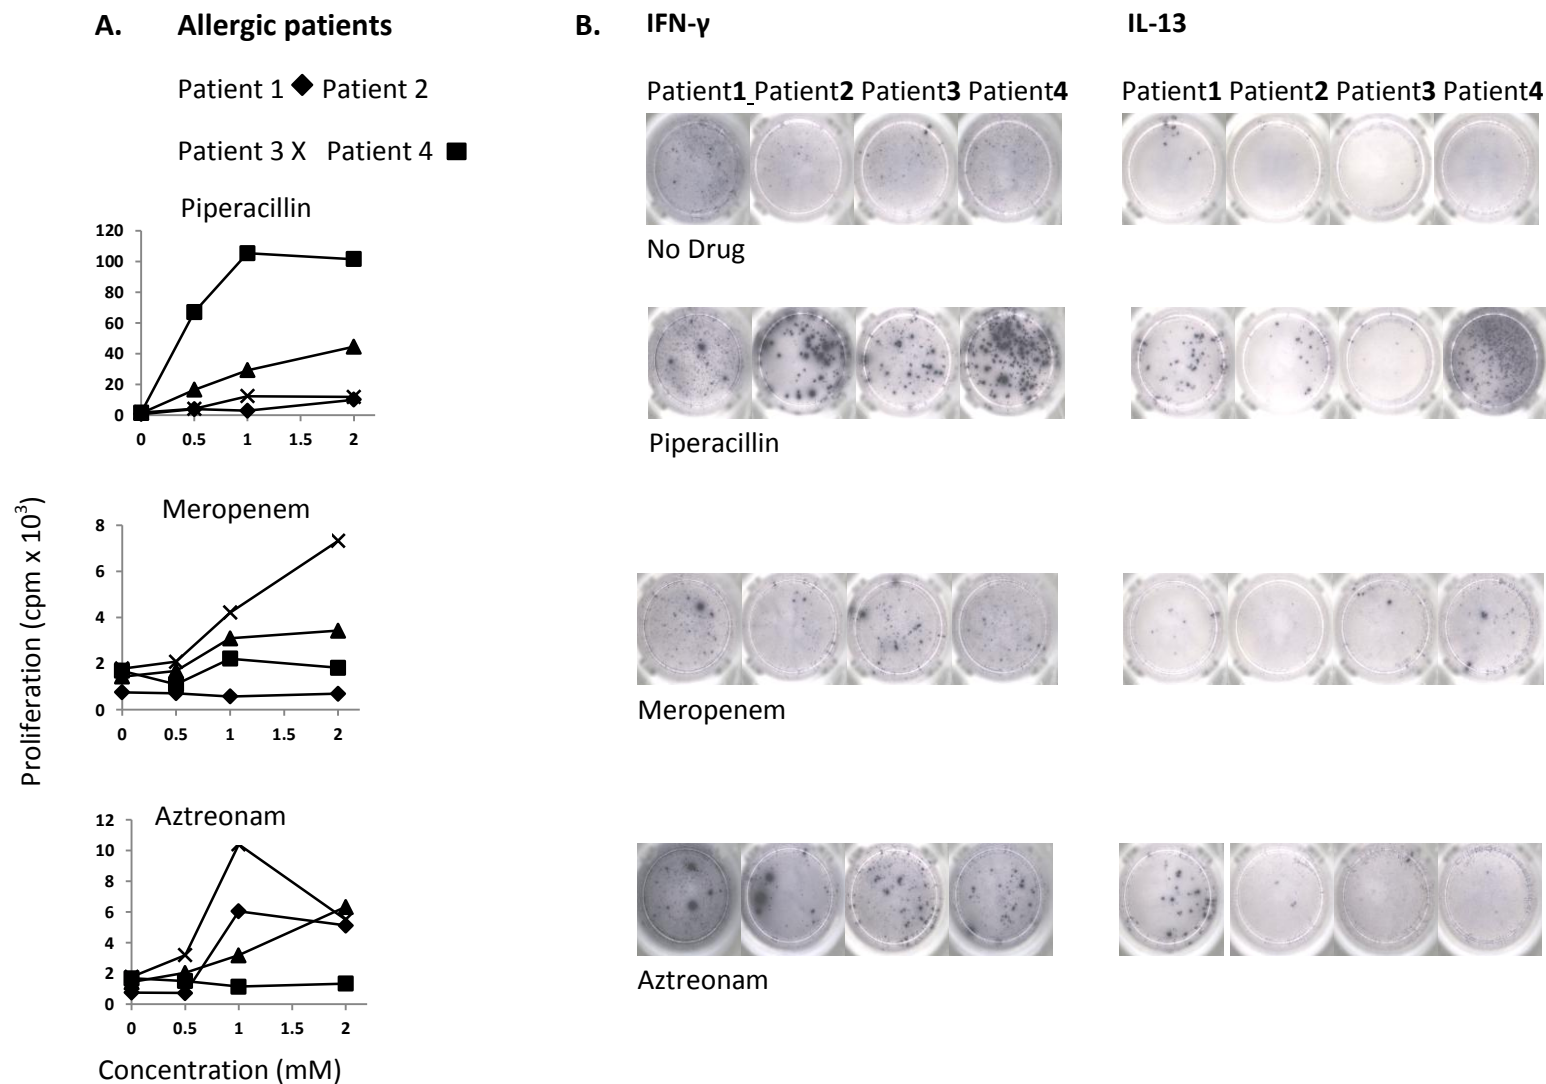 A. Allergic patients
Patient 1 ◆ Patient 2
Patient 3 X Patient 4 ■
Piperacillin
120
100
80
60
40
20
0
0 0.5 1 1.5 2
Meropenem
8
6
4
2
0
0 0.5 1 1.5 2
Aztreonam
12
10
8
6
4
2
0
0 0.5 1 1.5 2
Proliferation (cpm x 10³)
Concentration (mM)
B. IFN-γ
Patient1 Patient2 Patient3 Patient4
IL-13
Patient1 Patient2 Patient3 Patient4
No Drug
Piperacillin
Meropenem
Aztreonam